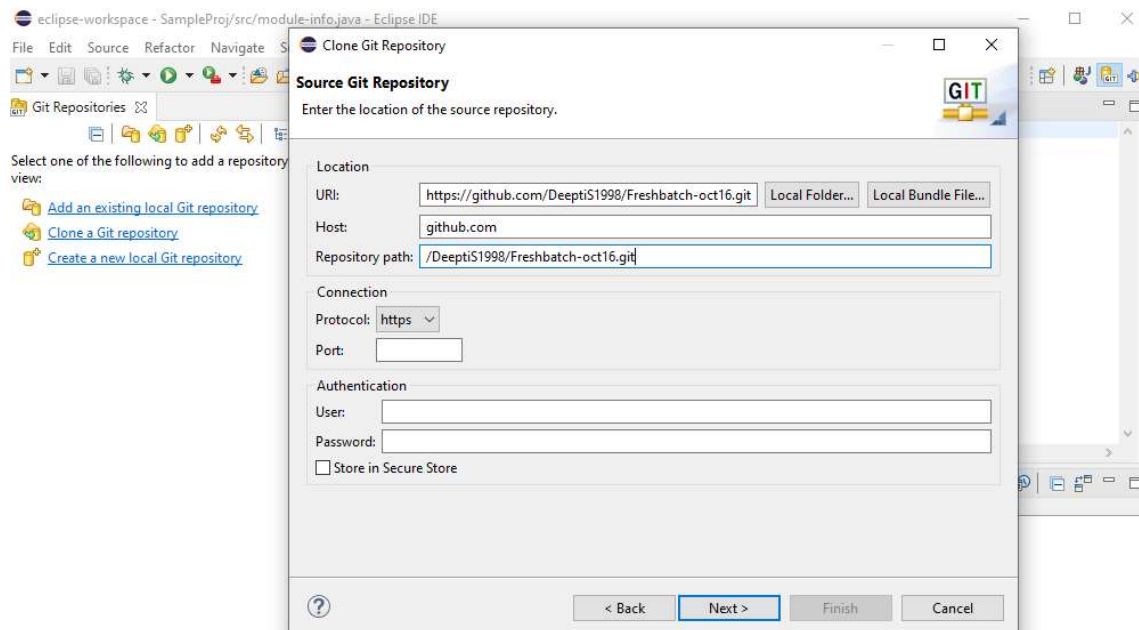 eclipse-workspace - SampleProj/src/module-info.java - Eclipse IDE
File Edit Source Refactor Navigate S
Clone Git Repository
Source Git Repository
Enter the location of the source repository.
GIT
Git Repositories
Select one of the following to add a repository
view:
Add an existing local Git repository
Clone a Git repository
Create a new local Git repository
Location
URI: https://github.com/DeeptiS1998/Freshbatch-oct16.git Local Folder... Local Bundle File...
Host: github.com
Repository path: /DeeptiS1998/Freshbatch-oct16.git
Connection
Protocol: https
Port:
Authentication
User:
Password:
Store in Secure Store
? < Back Next > Finish Cancel